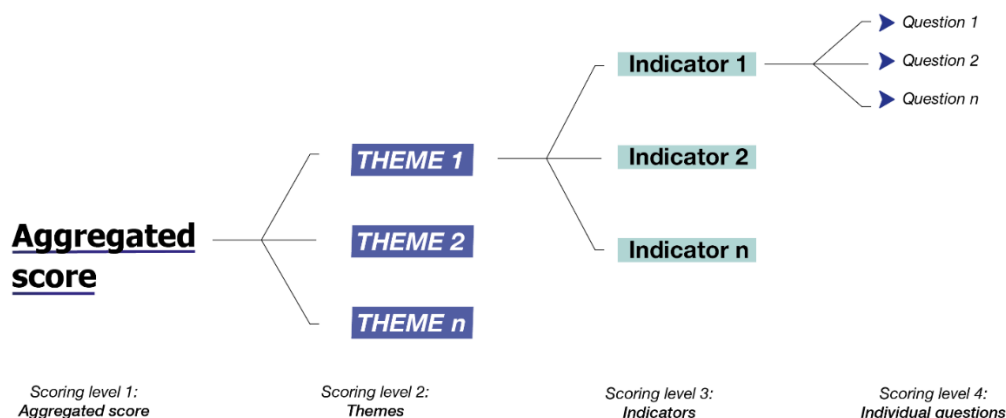 Question 1
Indicator 1
Question 2
Question n
THEME 1
Indicator 2
Aggregated
score
THEME 2
Indicator n
THEME n
Scoring level 1:
Aggregated score
Scoring level 2:
Themes
Scoring level 3:
Indicators
Scoring level 4:
Individual questions